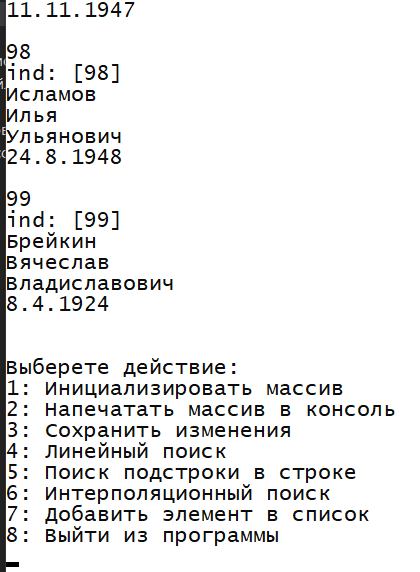 11.11.1947
98
ind: [98]
Исламов
Илья
Ульянович
24.8.1948
99
ind: [99]
Брейкин
Вячеслав
Владиславович
8.4.1924
Выберете действие:
1: Инициализировать массив
2: Напечатать массив в консоль
3: Сохранить изменения
4: Линейный поиск
5: Поиск подстроки в строке
6: Интерполяционный поиск
7: Добавить элемент в список
8: Выйти из программы